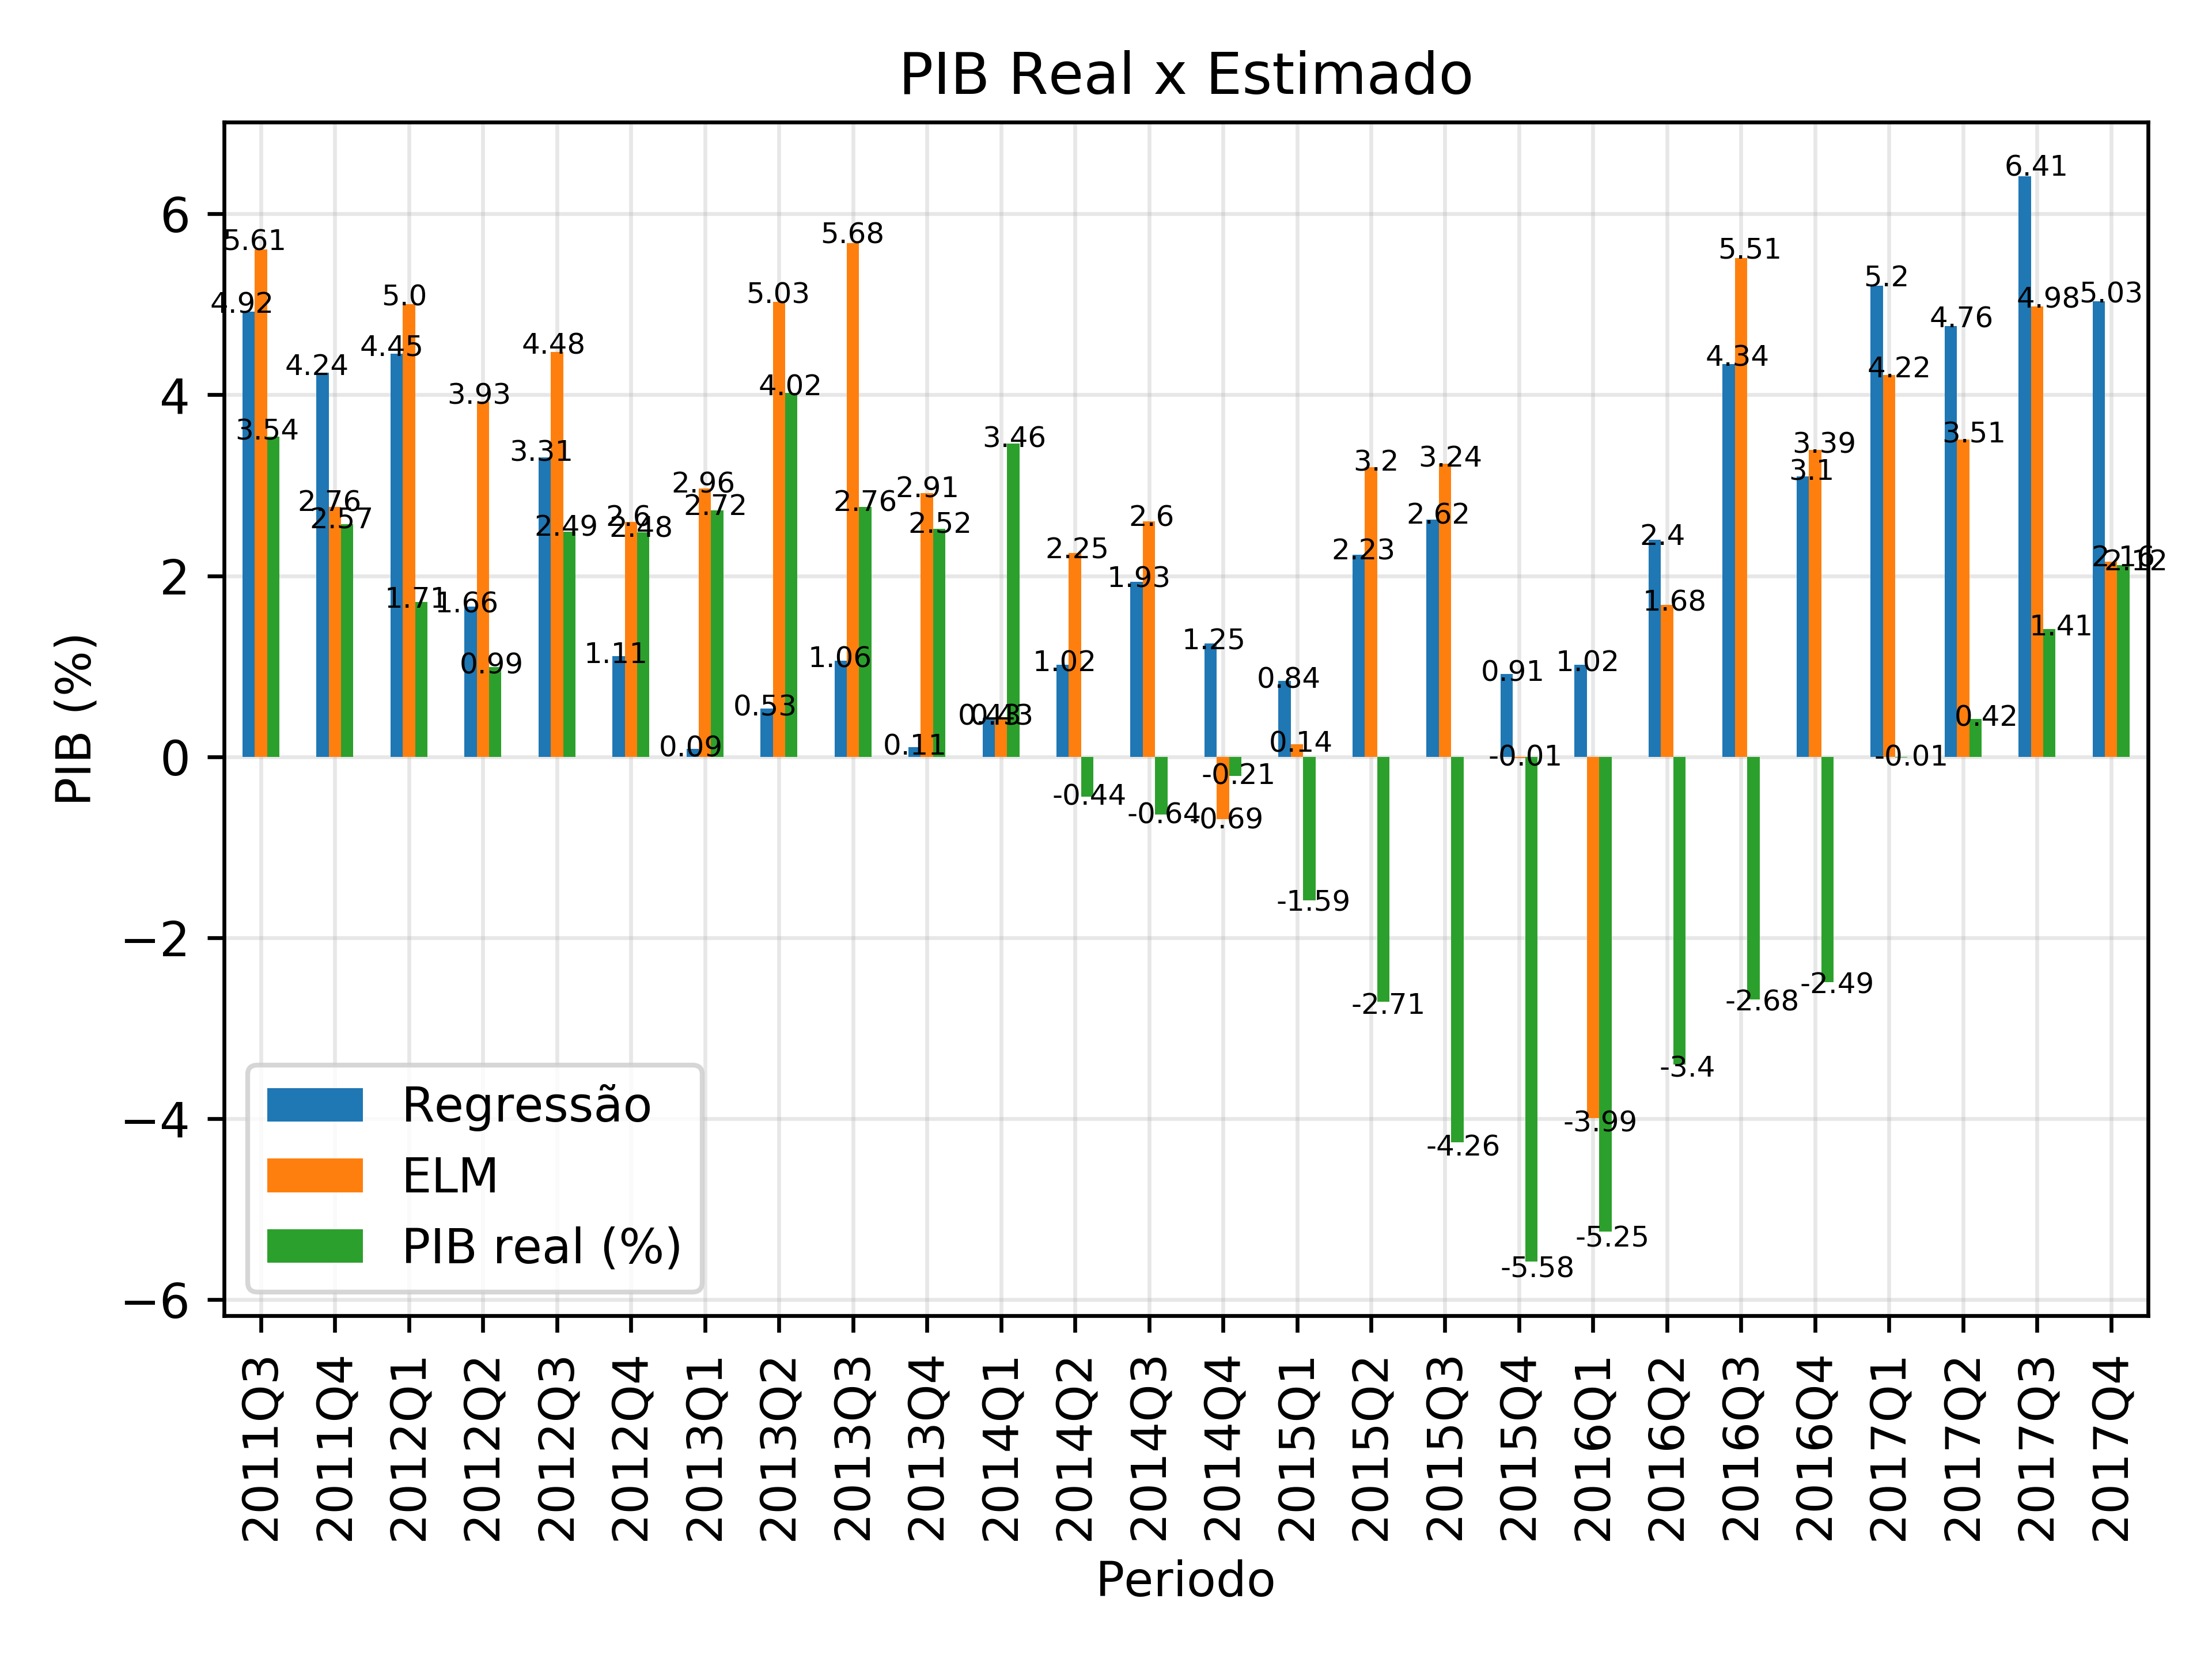 PIB Real x Estimado
PIB (%)
6
4
2
0
−2
−4
−6
4.92
5.61
3.54
4.24
2.76
2.57
4.45
5.0
1.71
1.66
3.93
0.99
3.31
4.48
2.49
1.11
2.6
2.48
0.09
2.96
2.72
0.53
5.03
4.02
1.06
5.68
2.76
0.11
2.91
2.52
0.43
0.43
3.46
1.02
2.25
-0.44
1.93
2.6
-0.64
1.25
-0.69
-0.21
0.84
0.14
-1.59
2.23
3.2
-2.71
2.62
3.24
-4.26
0.91
-0.01
-5.58
1.02
-3.99
-5.25
2.4
1.68
-3.4
4.34
5.51
-2.68
3.1
3.39
-2.49
5.2
4.22
-0.01
4.76
3.51
0.42
6.41
4.98
1.41
5.03
2.16
2.12
Regressão
ELM
PIB real (%)
2011Q3
2011Q4
2012Q1
2012Q2
2012Q3
2012Q4
2013Q1
2013Q2
2013Q3
2013Q4
2014Q1
2014Q2
2014Q3
2014Q4
2015Q1
2015Q2
2015Q3
2015Q4
2016Q1
2016Q2
2016Q3
2016Q4
2017Q1
2017Q2
2017Q3
2017Q4
Periodo